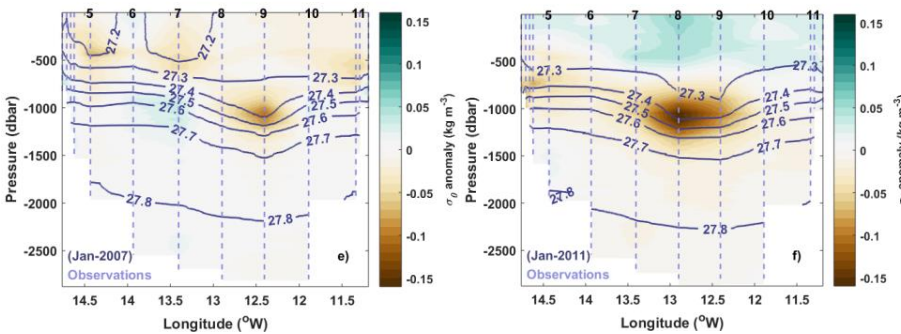 5 6 7 8 9 10 11
27.2 27.2
27.3 27.3
27.4 27.4
27.5 27.5
27.6 27.6
27.7 27.7
27.8 27.8
-500
-1000
-1500
-2000
-2500
Pressure (dbar)
(Jan-2007)
Observations
e)
14.5 14 13.5 13 12.5 12 11.5
Longitude (°W)
0.15
0.1
0.05
0
-0.05
-0.1
-0.15
σ0 anomaly (kg m-3)
5 6 7 8 9 10 11
27.3 27.3 27.3
27.4 27.4
27.5 27.5
27.6 27.6
27.7 27.7
27.8 27.8
-500
-1000
-1500
-2000
-2500
Pressure (dbar)
(Jan-2011)
Observations
f)
14.5 14 13.5 13 12.5 12 11.5
Longitude (°W)
0.15
0.1
0.05
0
-0.05
-0.1
-0.15
anomaly (kg m-3)